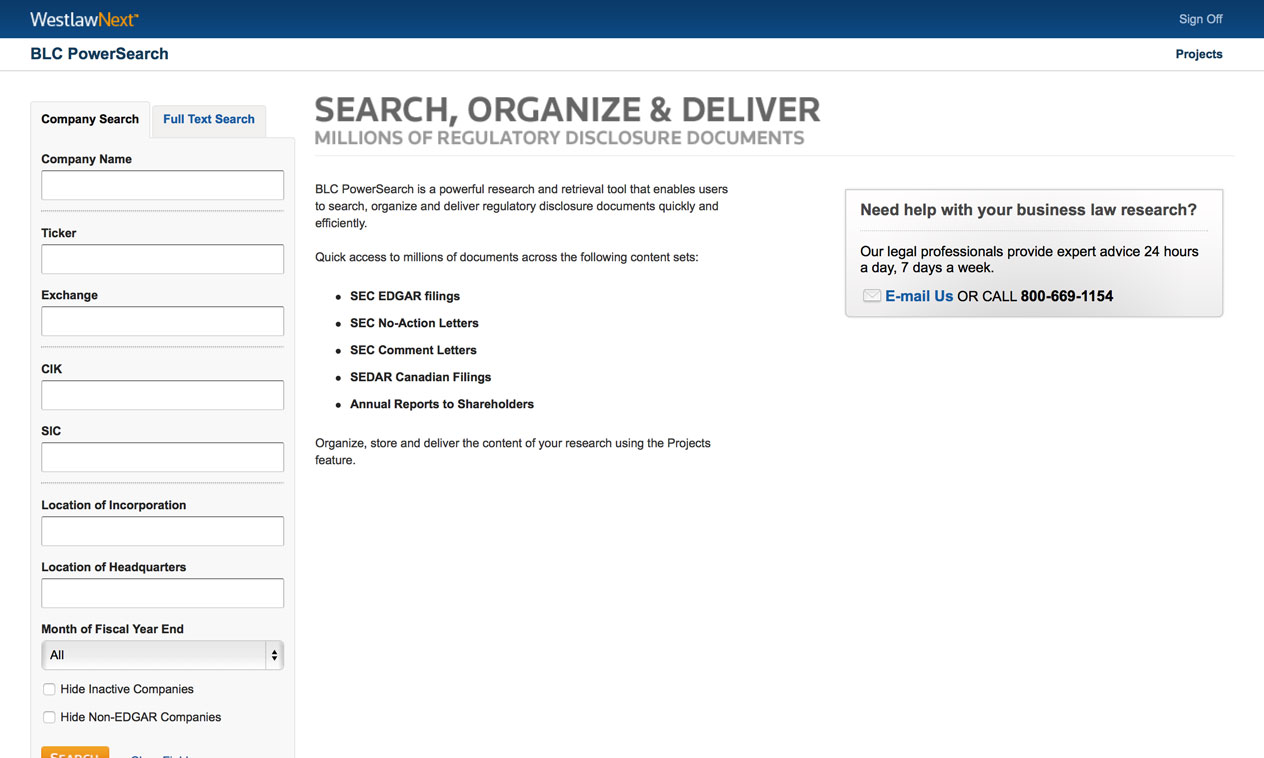 WestlawNext™
Sign Off
BLC PowerSearch
Projects
Company Search
Full Text Search
Company Name
Ticker
Exchange
CIK
SIC
Location of Incorporation
Location of Headquarters
Month of Fiscal Year End
All
Hide Inactive Companies
Hide Non-EDGAR Companies
SEARCH
SEARCH, ORGANIZE & DELIVER
MILLIONS OF REGULATORY DISCLOSURE DOCUMENTS
BLC PowerSearch is a powerful research and retrieval tool that enables users
to search, organize and deliver regulatory disclosure documents quickly and
efficiently.
Quick access to millions of documents across the following content sets:
• SEC EDGAR filings
• SEC No-Action Letters
• SEC Comment Letters
• SEDAR Canadian Filings
• Annual Reports to Shareholders
Organize, store and deliver the content of your research using the Projects
feature.
Need help with your business law research?
Our legal professionals provide expert advice 24 hours
a day, 7 days a week.
E-mail Us OR CALL 800-669-1154